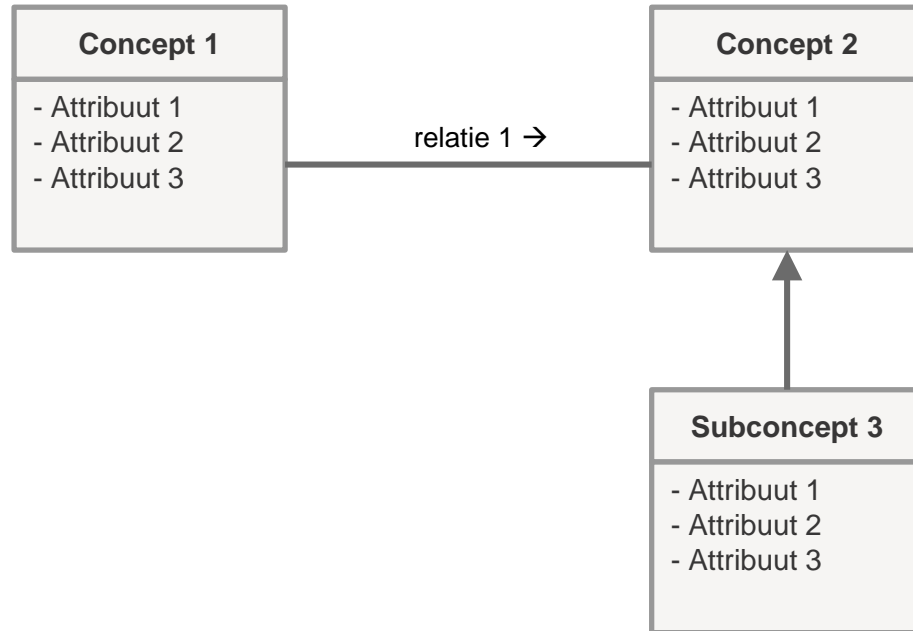 Concept 1
- Attribuut 1
- Attribuut 2
- Attribuut 3
relatie 1 →
Concept 2
- Attribuut 1
- Attribuut 2
- Attribuut 3
Subconcept 3
- Attribuut 1
- Attribuut 2
- Attribuut 3